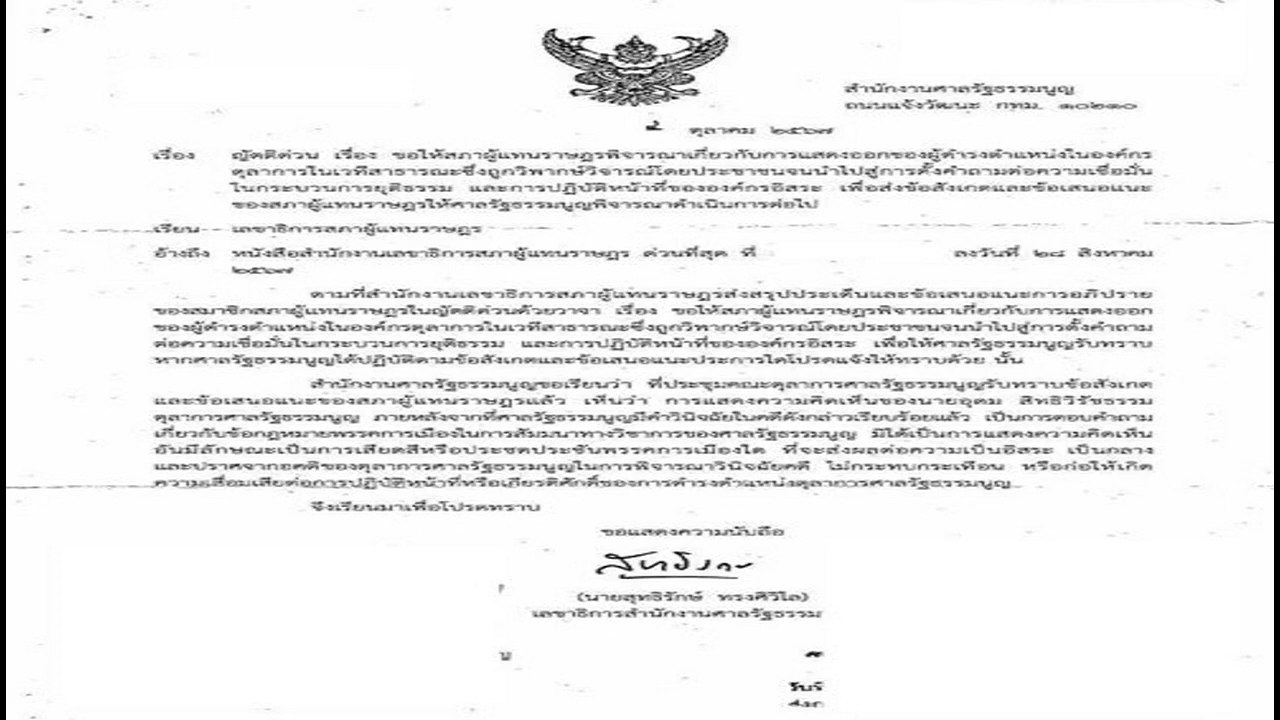 สำนักงานศาลรัฐธรรมนูญ
ถนนแจ้งวัฒนะ กทม. ๑๐๒๑๐
๔ ตุลาคม ๒๕๖๗
เรื่อง ญัตติด่วน เรื่อง ขอให้สภาผู้แทนราษฎรพิจารณาเกี่ยวกับการแสดงออกของผู้ดำรงตำแหน่งในองค์กร
ตุลาการในเวทีสาธารณะซึ่งถูกวิพากษ์วิจารณ์โดยประชาชนจนนำไปสู่การตั้งคำถามต่อความเชื่อมั่น
ในกระบวนการยุติธรรม และการปฏิบัติหน้าที่ขององค์กรอิสระ เพื่อส่งข้อสังเกตและข้อเสนอแนะ
ของสภาผู้แทนราษฎรให้ศาลรัฐธรรมนูญพิจารณาดำเนินการต่อไป
เรียน เลขาธิการสภาผู้แทนราษฎร
อ้างถึง หนังสือสำนักงานเลขาธิการสภาผู้แทนราษฎร ด่วนที่สุด ที่ ลงวันที่ ๒๘ สิงหาคม
๒๕๖๗
ตามที่สำนักงานเลขาธิการสภาผู้แทนราษฎรส่งสรุปประเด็นและข้อเสนอแนะการอภิปราย
ของสมาชิกสภาผู้แทนราษฎรในญัตติด่วนด้วยวาจา เรื่อง ขอให้สภาผู้แทนราษฎรพิจารณาเกี่ยวกับการแสดงออก
ของผู้ดำรงตำแหน่งในองค์กรตุลาการในเวทีสาธารณะซึ่งถูกวิพากษ์วิจารณ์โดยประชาชนจนนำไปสู่การตั้งคำถาม
ต่อความเชื่อมั่นในกระบวนการยุติธรรม และการปฏิบัติหน้าที่ขององค์กรอิสระ เพื่อให้ศาลรัฐธรรมนูญรับทราบ
หากศาลรัฐธรรมนูญได้ปฏิบัติตามข้อสังเกตและข้อเสนอแนะประการใดโปรดแจ้งให้ทราบด้วย นั้น
สำนักงานศาลรัฐธรรมนูญขอเรียนว่า ที่ประชุมคณะตุลาการศาลรัฐธรรมนูญรับทราบข้อสังเกต
และข้อเสนอแนะของสภาผู้แทนราษฎรแล้ว เห็นว่า การแสดงความคิดเห็นของนายอุดม สิทธิวิรัชธรรม
ตุลาการศาลรัฐธรรมนูญ ภายหลังจากที่ศาลรัฐธรรมนูญมีคำวินิจฉัยในคดีดังกล่าวเรียบร้อยแล้ว เป็นการตอบคำถาม
เกี่ยวกับข้อกฎหมายพรรคการเมืองในการสัมมนาทางวิชาการของศาลรัฐธรรมนูญ มิได้เป็นการแสดงความคิดเห็น
อันมีลักษณะเป็นการเสียดสีหรือประชดประชันพรรคการเมืองใด ที่จะส่งผลต่อความเป็นอิสระ เป็นกลาง
และปราศจากอคติของตุลาการศาลรัฐธรรมนูญในการพิจารณาวินิจฉัยคดี ไม่กระทบกระเทือน หรือก่อให้เกิด
ความเสื่อมเสียต่อการปฏิบัติหน้าที่หรือเกียรติศักดิ์ของการดำรงตำแหน่งตุลาการศาลรัฐธรรมนูญ
จึงเรียนมาเพื่อโปรดทราบ
ขอแสดงความนับถือ
(นายสุทธิรักษ์ ทรงศิวิไล)
เลขาธิการสำนักงานศาลรัฐธรรม